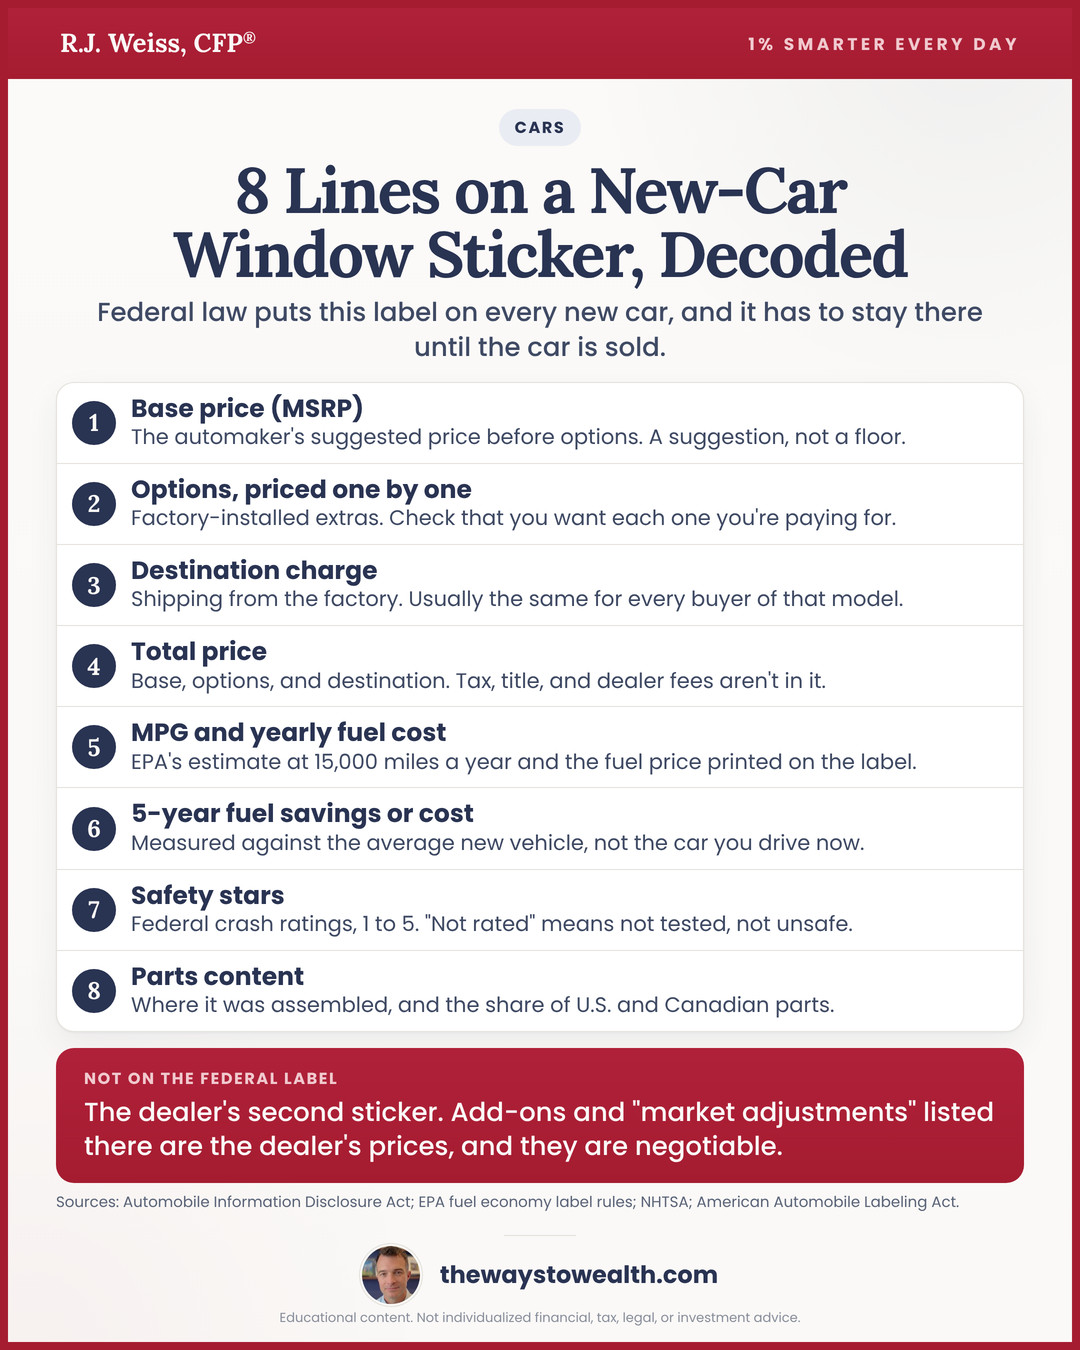 R.J. Weiss, CFP®
1% SMARTER EVERY DAY
CARS
8 Lines on a New-Car
Window Sticker, Decoded
Federal law puts this label on every new car, and it has to stay there
until the car is sold.
1
Base price (MSRP)
The automaker's suggested price before options. A suggestion, not a floor.
2
Options, priced one by one
Factory-installed extras. Check that you want each one you're paying for.
3
Destination charge
Shipping from the factory. Usually the same for every buyer of that model.
4
Total price
Base, options, and destination. Tax, title, and dealer fees aren't in it.
5
MPG and yearly fuel cost
EPA's estimate at 15,000 miles a year and the fuel price printed on the label.
6
5-year fuel savings or cost
Measured against the average new vehicle, not the car you drive now.
7
Safety stars
Federal crash ratings, 1 to 5. "Not rated" means not tested, not unsafe.
8
Parts content
Where it was assembled, and the share of U.S. and Canadian parts.
NOT ON THE FEDERAL LABEL
The dealer's second sticker. Add-ons and "market adjustments" listed
there are the dealer's prices, and they are negotiable.
Sources: Automobile Information Disclosure Act; EPA fuel economy label rules; NHTSA; American Automobile Labeling Act.
thewaystowealth.com
Educational content. Not individualized financial, tax, legal, or investment advice.